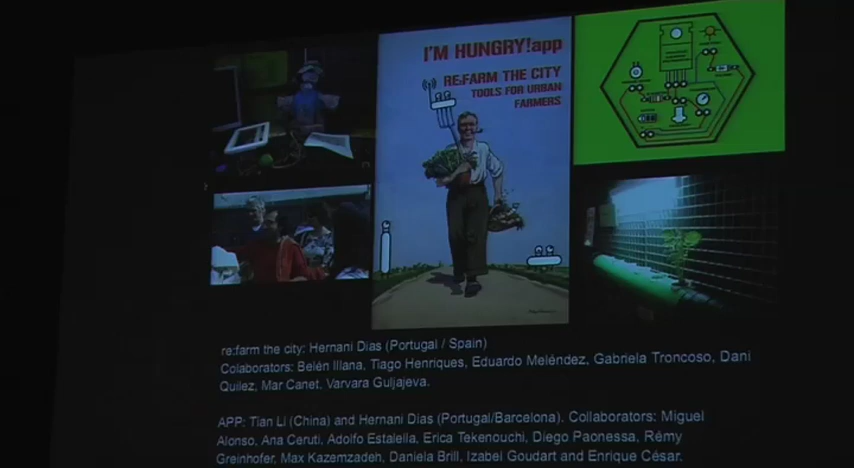 I'M HUNGRY!app
RE:FARM THE CITY
TOOLS FOR URBAN
FARMERS
re:farm the city: Hernani Dias (Portugal / Spain)
Colaborators: Belén Illana, Tiago Henriques, Eduardo Meléndez, Gabriela Troncoso, Dani
Quilez, Mar Canet, Varvara Guljajeva.
APP: Tian Li (China) and Hernani Dias (Portugal/Barcelona). Collaborators: Miguel
Alonso, Ana Ceruti, Adolfo Estalella, Erica Tekenouchi, Diego Paonessa, Rémy
Greinhofer, Max Kazemzadeh, Daniela Brill, Izabel Goudart and Enrique César.